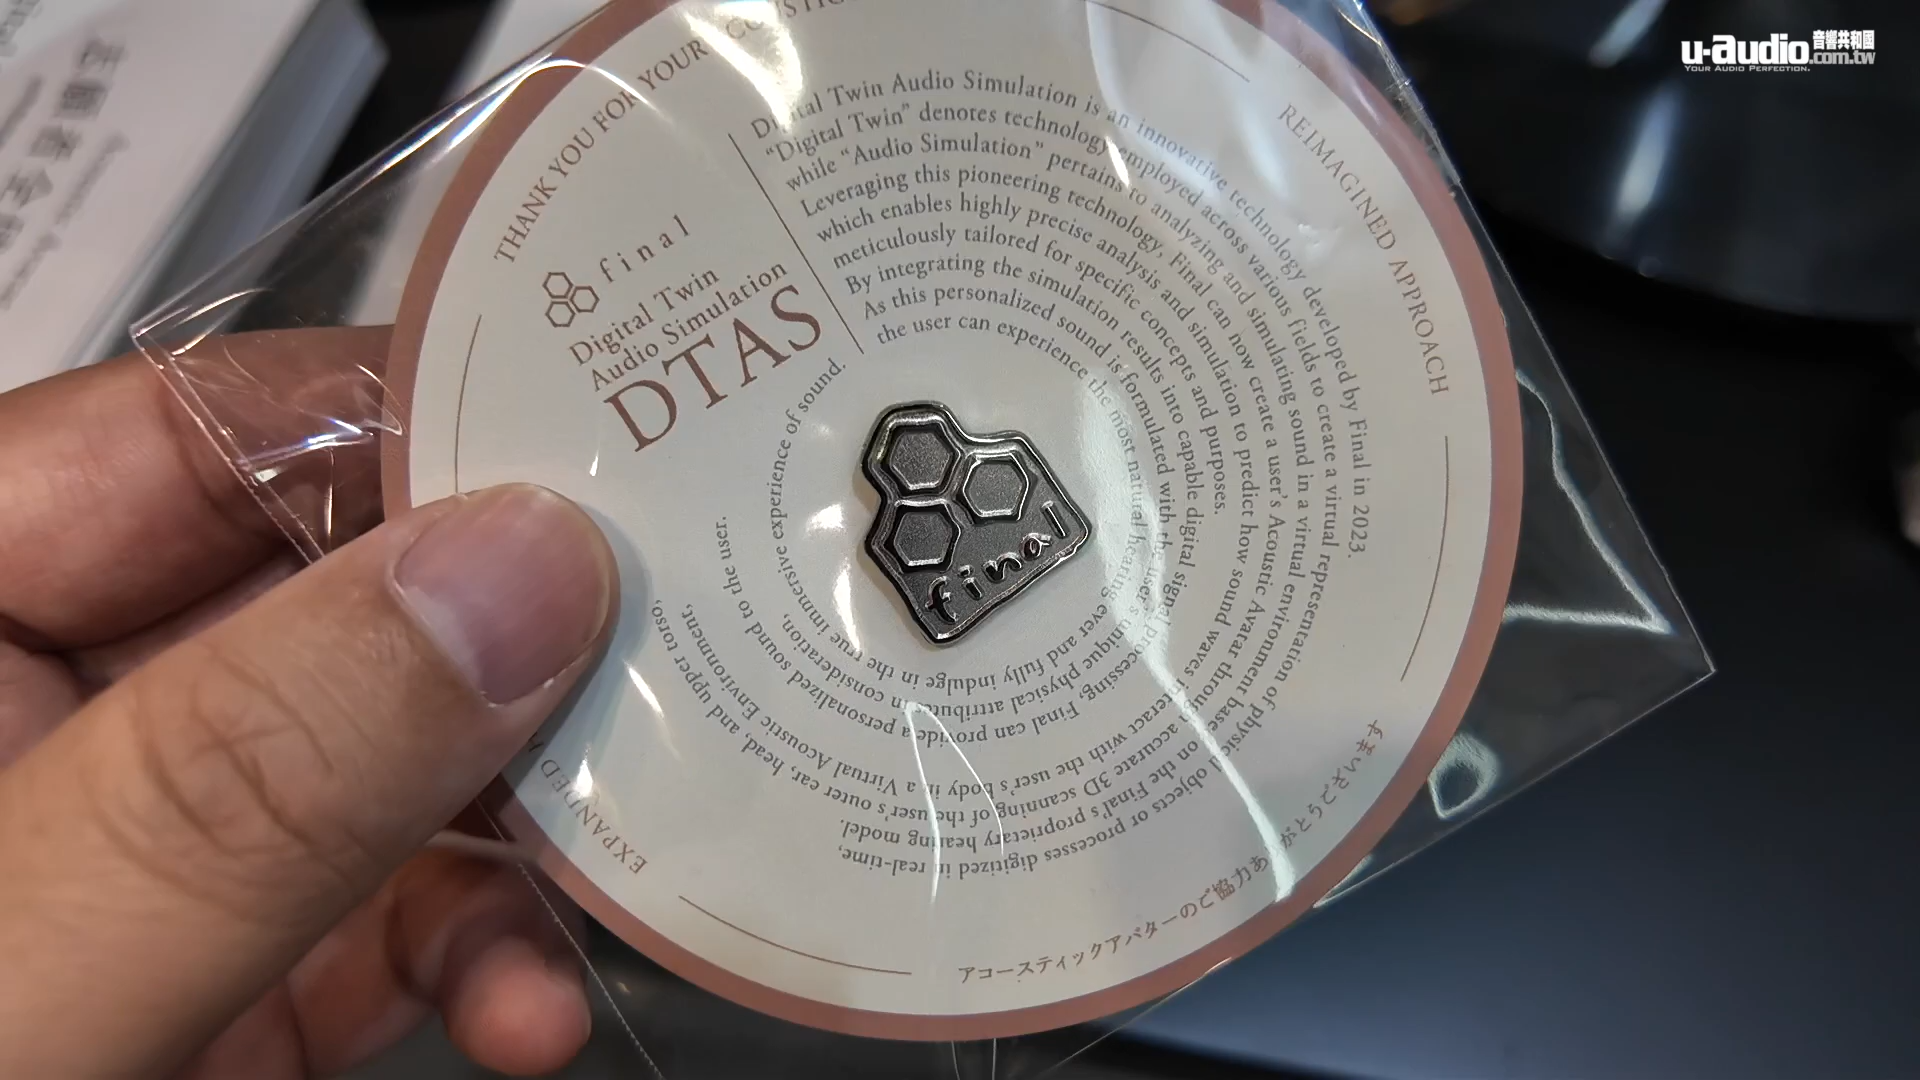 u-audio音響共和國
.com.tw
YOUR AUDIO PERFECTION.
志願者全程
THANK YOU FOR YOUR
REIMAGINED APPROACH
アコースティックアバターのご協力ありがとうございます
EXPANDED
final
Digital Twin
Audio Simulation
DTAS
Digital Twin Audio Simulation is an innovative technology developed by Final in 2023.
“Digital Twin” denotes technology employed across various fields to create a virtual representation of physical objects or processes digitized in real-time,
while “Audio Simulation” pertains to analyzing and simulating sound in a virtual environment based on the Final's proprietary hearing model.
Leveraging this pioneering technology, Final can now create a user's Acoustic Avatar through accurate 3D scanning of the user's outer ear, head, and upper torso,
which enables highly precise analysis and simulation to predict how sound waves interact with the user's body in a Virtual Acoustic Environment,
meticulously tailored for specific concepts and purposes.
By integrating the simulation results into capable digital signal processing, Final can provide a personalized sound to the user.
As this personalized sound is formulated with the user's unique physical attributes in consideration,
the user can experience the most natural hearing ever and fully indulge in the true immersive experience of sound.
final